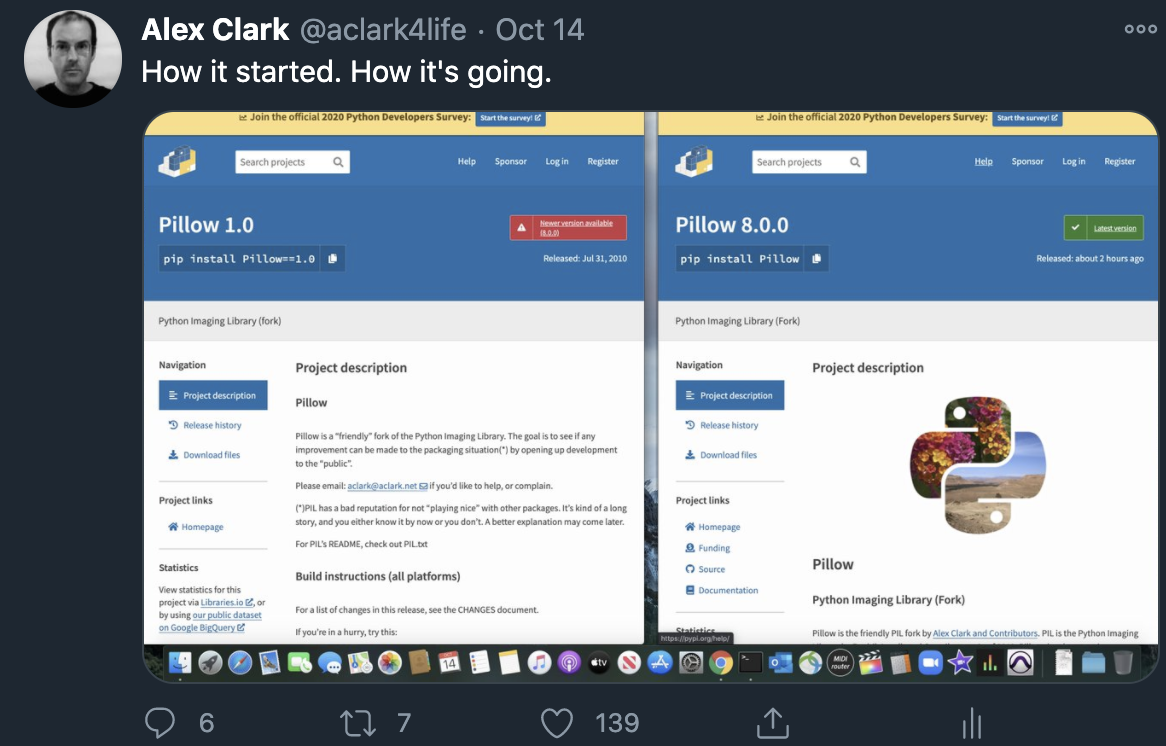 Alex Clark @aclark4life · Oct 14
How it started. How it's going.
Join the official 2020 Python Developers Survey: Start the survey!
Search projects
Help Sponsor Log in Register
Pillow 1.0
Newer version available (8.0.0)
pip install Pillow==1.0
Released: Jul 31, 2010
Python Imaging Library (fork)
Navigation
Project description
Release history
Download files
Project links
Homepage
Statistics
View statistics for this
project via Libraries.io, or
by using our public dataset
on Google BigQuery
Project description
Pillow
Pillow is a “friendly” fork of the Python Imaging Library. The goal is to see if any
improvement can be made to the packaging situation(*) by opening up development
to the “public”.
Please email: aclark@aclark.net if you'd like to help, or complain.
(*)PIL has a bad reputation for not “playing nice” with other packages. It's kind of a long
story, and you either know it by now or you don't. A better explanation may come later.
For PIL's README, check out PIL.txt
Build instructions (all platforms)
For a list of changes in this release, see the CHANGES document.
If you're in a hurry, try this:
Join the official 2020 Python Developers Survey: Start the survey!
Search projects
Help Sponsor Log in Register
Pillow 8.0.0
Latest version
pip install Pillow
Released: about 2 hours ago
Python Imaging Library (Fork)
Navigation
Project description
Release history
Download files
Project links
Homepage
Funding
Source
Documentation
Statistics
https://pypi.org/help/
Project description
Pillow
Python Imaging Library (Fork)
Pillow is the friendly PIL fork by Alex Clark and Contributors. PIL is the Python Imaging
14
tv
MIDI
router
6 7 139